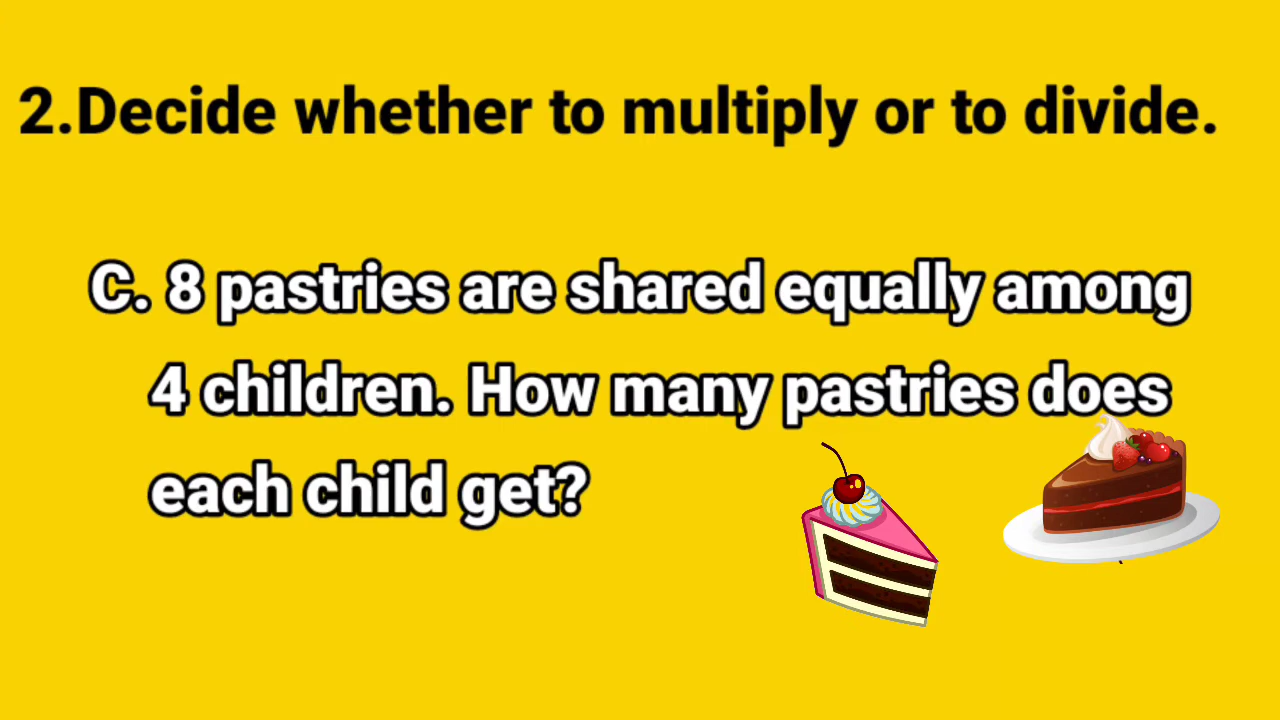 2.Decide whether to multiply or to divide.
C. 8 pastries are shared equally among
4 children. How many pastries does
each child get?